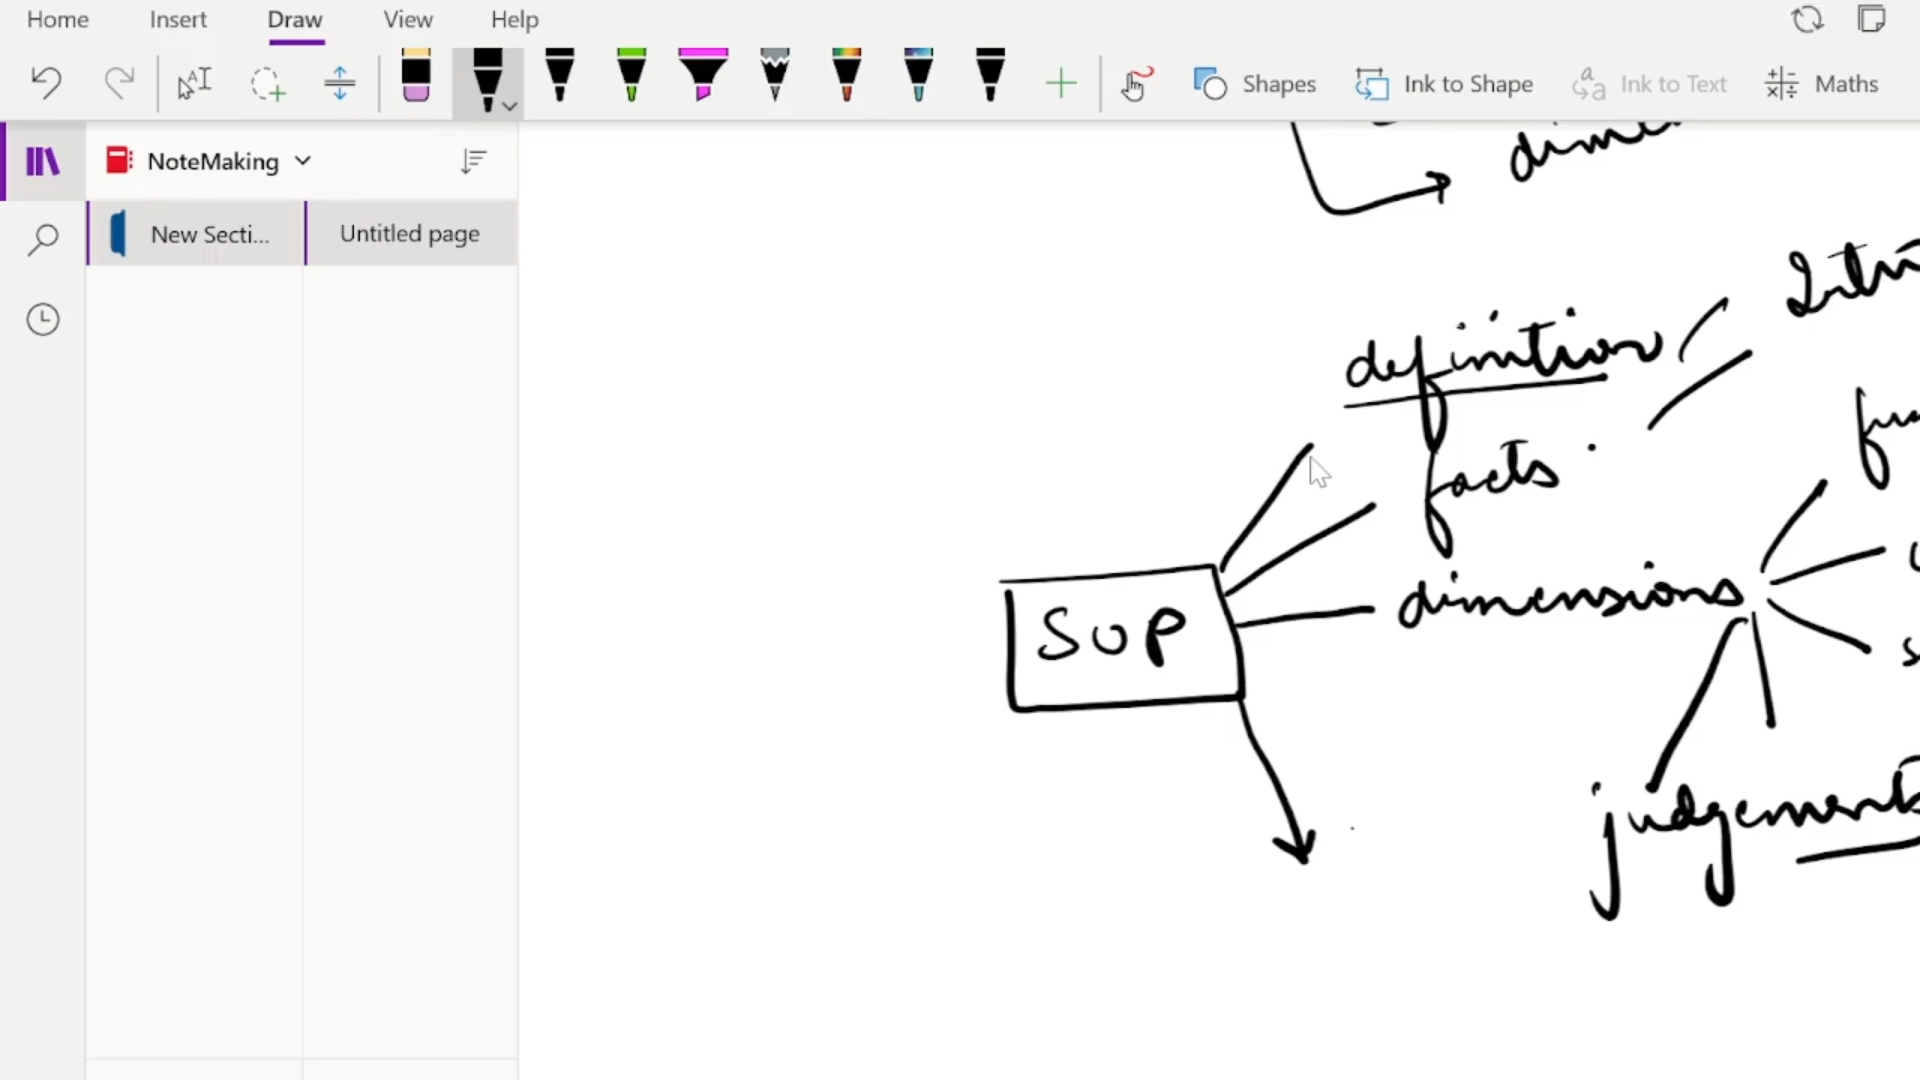 Home Insert Draw View Help
Shapes Ink to Shape Ink to Text Maths
NoteMaking
New Secti... Untitled page
definition
facts
SOP
dimensions
judgements